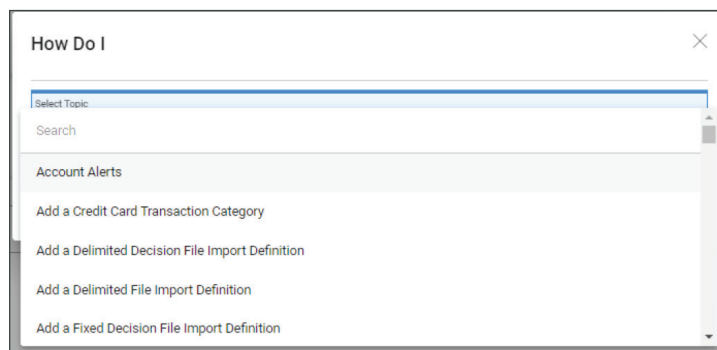 How Do I
Select Topic
Search
Account Alerts
Add a Credit Card Transaction Category
Add a Delimited Decision File Import Definition
Add a Delimited File Import Definition
Add a Fixed Decision File Import Definition